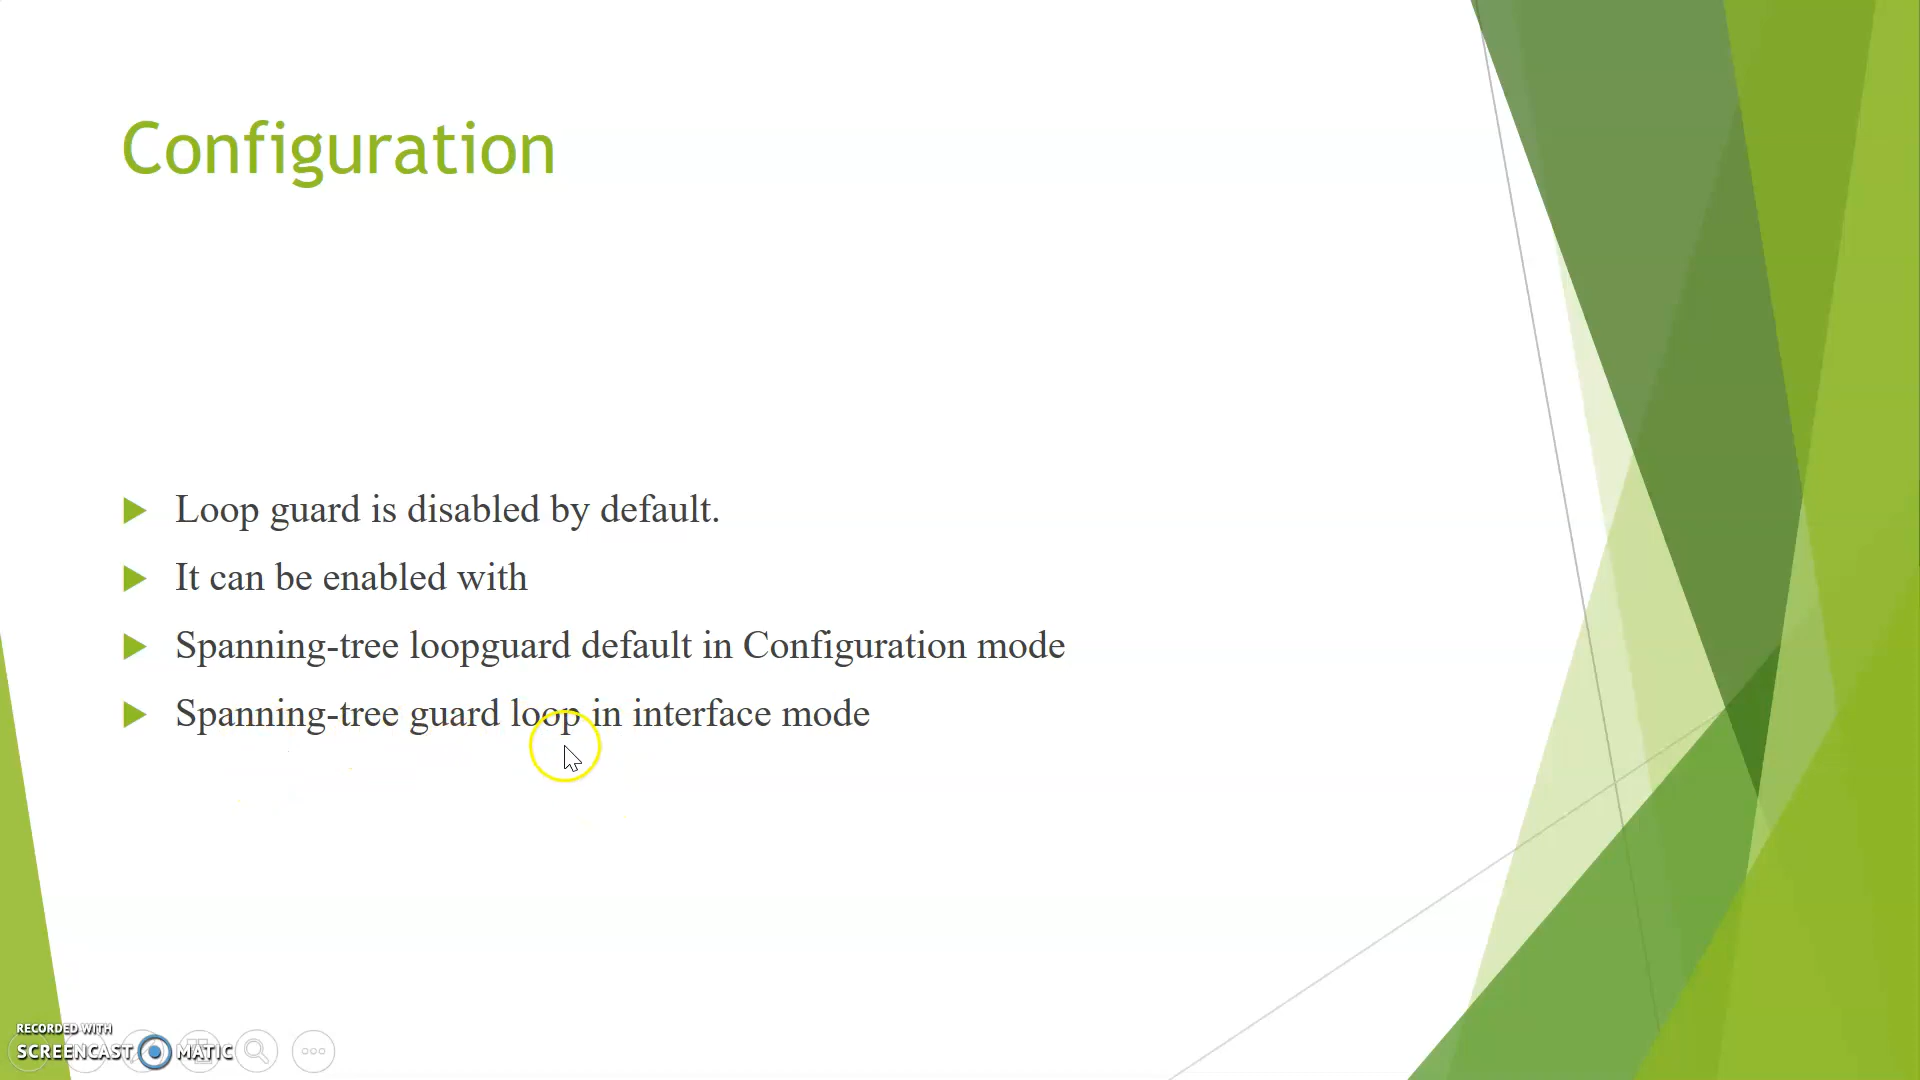 Configuration
Loop guard is disabled by default.
It can be enabled with
Spanning-tree loopguard default in Configuration mode
Spanning-tree guard loop in interface mode
RECORDED WITH
SCREENCAST MATIC